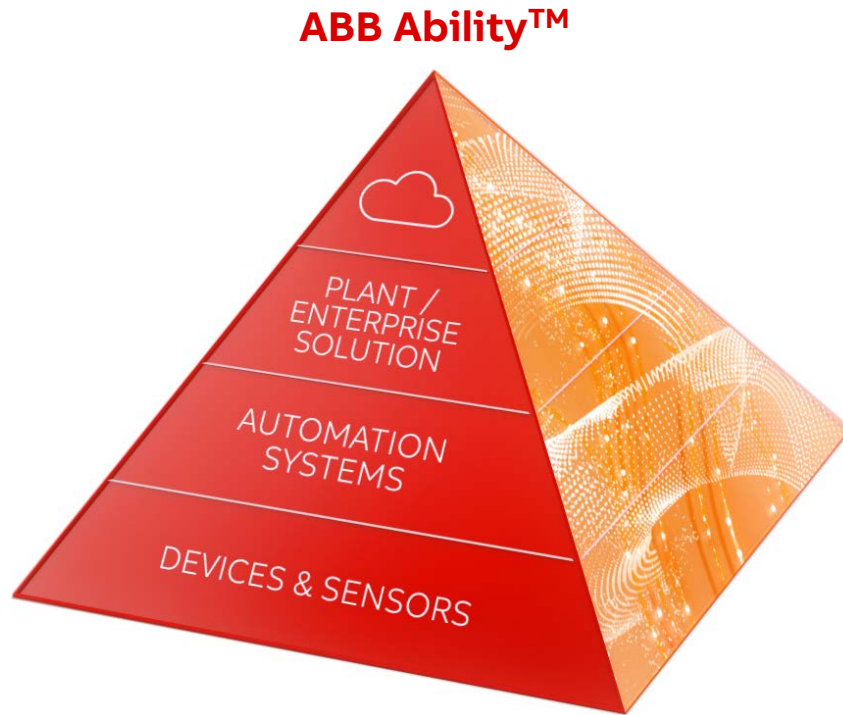 ABB Ability™
PLANT /
ENTERPRISE
SOLUTION
AUTOMATION
SYSTEMS
DEVICES & SENSORS